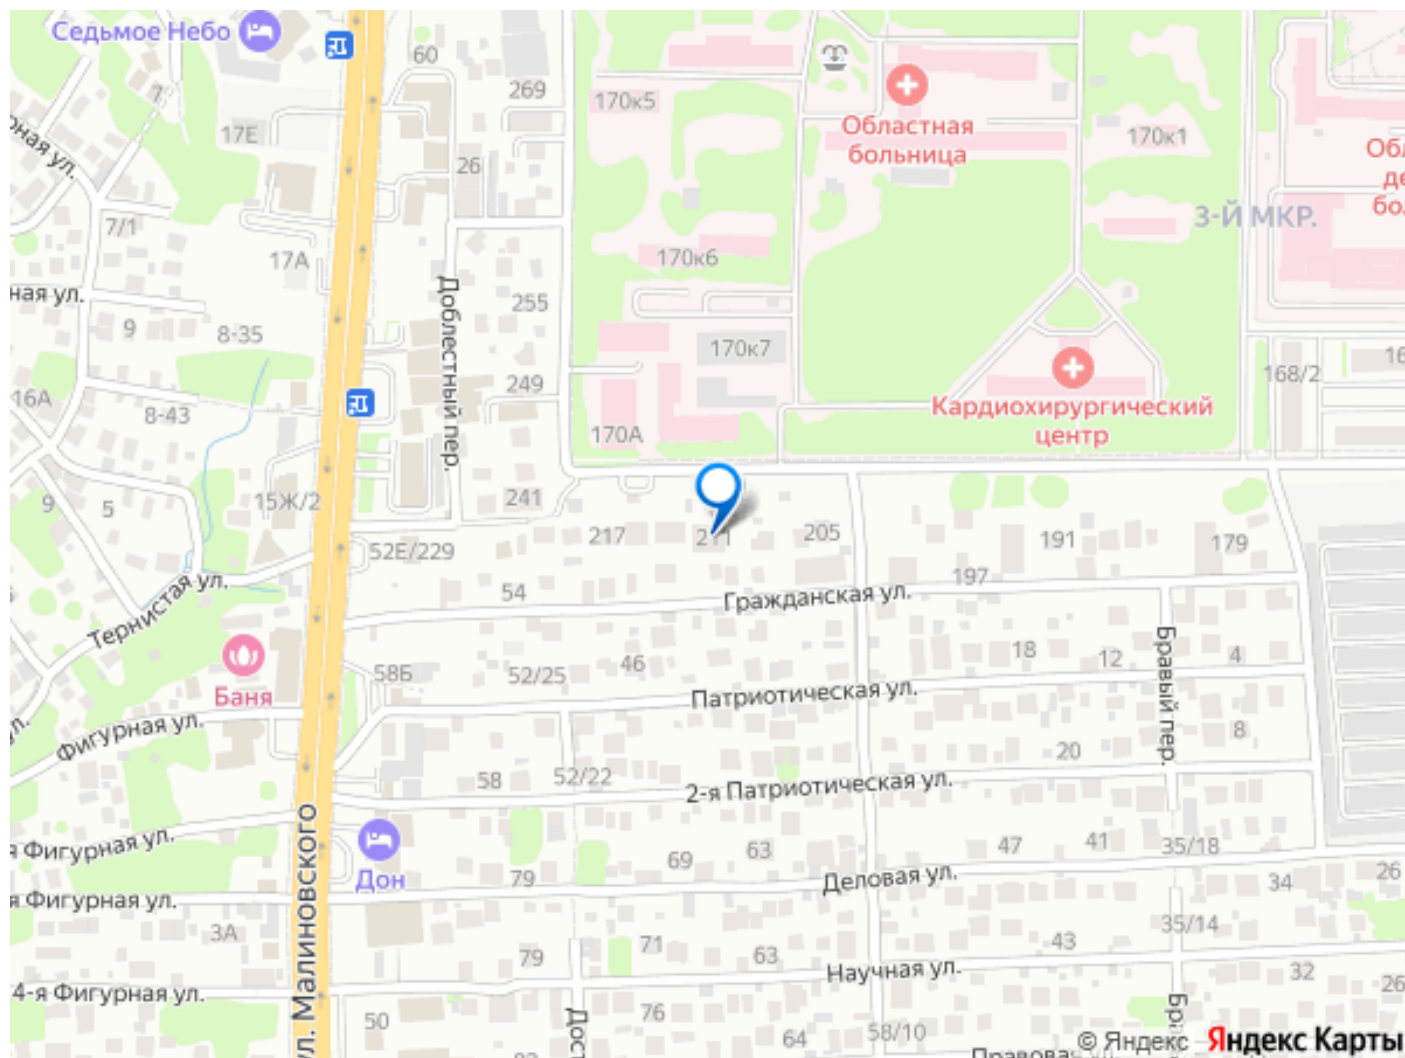 Седьмое Небо
60
269
170к5
Областная
больница
170к1
17Е
26
7/1
3-Й МКР.
17А
170к6
ная ул.
Доблестный пер.
255
9
8-35
170к7
249
168/2
16А
8-43
Кардиохирургический
центр
170А
9
5
15Ж/2
241
217
205
191
179
52Е/229
Тернистая ул.
54
197
Гражданская ул.
Баня
58Б
52/25
46
18
12
4
Бравый пер.
Патриотическая ул.
Фигурная ул.
8
20
58
52/22
2-я Патриотическая ул.
Фигурная ул.
Дон
69
63
47
41
35/18
79
Деловая ул.
34
26
Фигурная ул.
ул. Малиновского
3А
35/14
79
71
63
43
Научная ул.
32
26
4-я Фигурная ул.
50
76
64
58/10
© Яндекс
Яндекс Карты